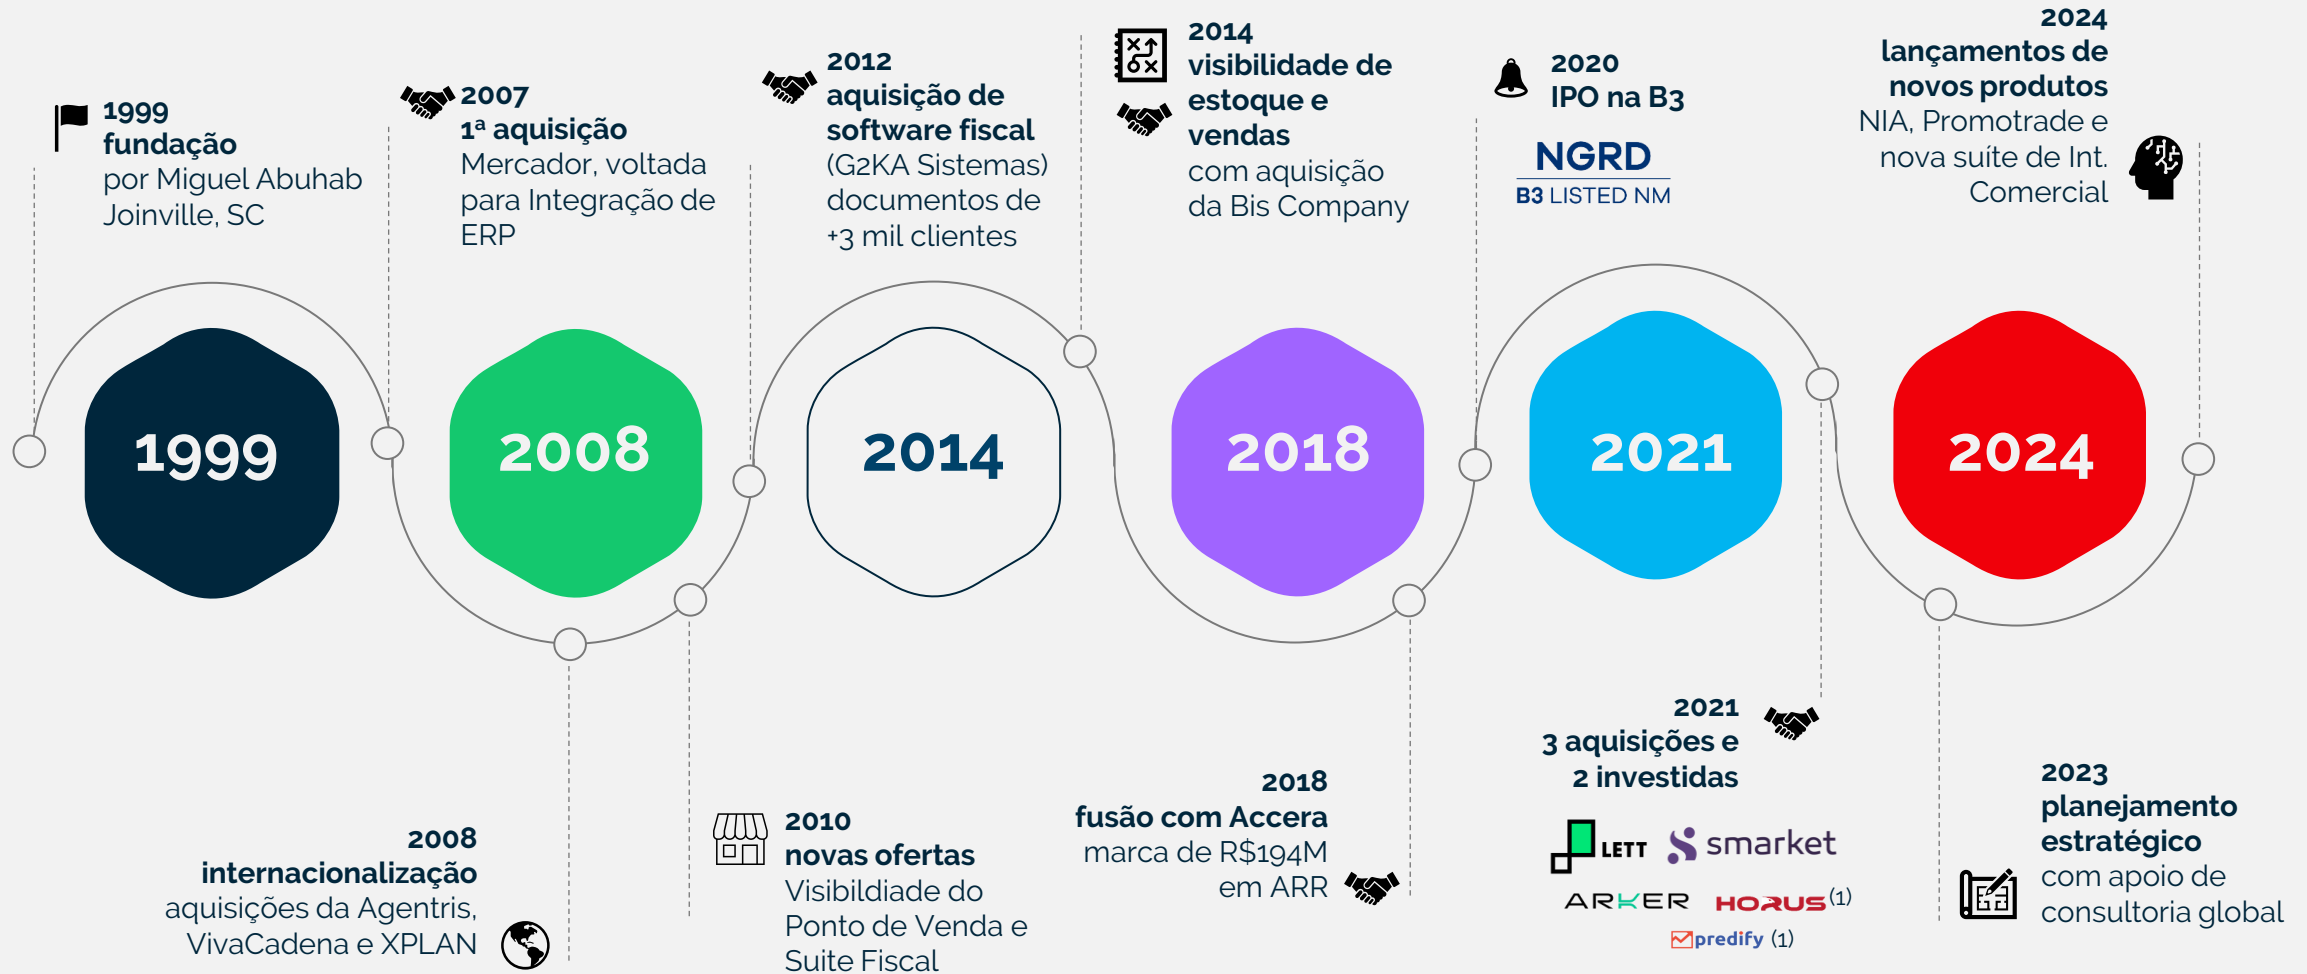 1999
fundação
por Miguel Abuhab
Joinville, SC
2007
1ª aquisição
Mercador, voltada
para Integração de
ERP
2012
aquisição de
software fiscal
(G2KA Sistemas)
documentos de
+3 mil clientes
2014
visibilidade de
estoque e
vendas
com aquisição
da Bis Company
2020
IPO na B3
NGRD
B3 LISTED NM
2024
lançamentos de
novos produtos
NIA, Promotrade e
nova suíte de Int.
Comercial
1999
2008
2014
2018
2021
2024
2008
internacionalização
aquisições da Agentris,
VivaCadena e XPLAN
2010
novas ofertas
Visibildiade do
Ponto de Venda e
Suite Fiscal
2018
fusão com Accera
marca de R$194M
em ARR
2021
3 aquisições e
2 investidas
LETT
smarket
ARKER
HORUS (1)
predify (1)
2023
planejamento
estratégico
com apoio de
consultoria global